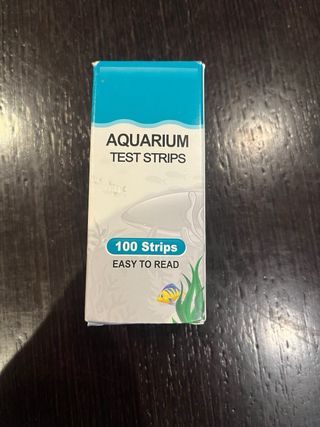 AQUARIUM
TEST STRIPS
100 Strips
EASY TO READ